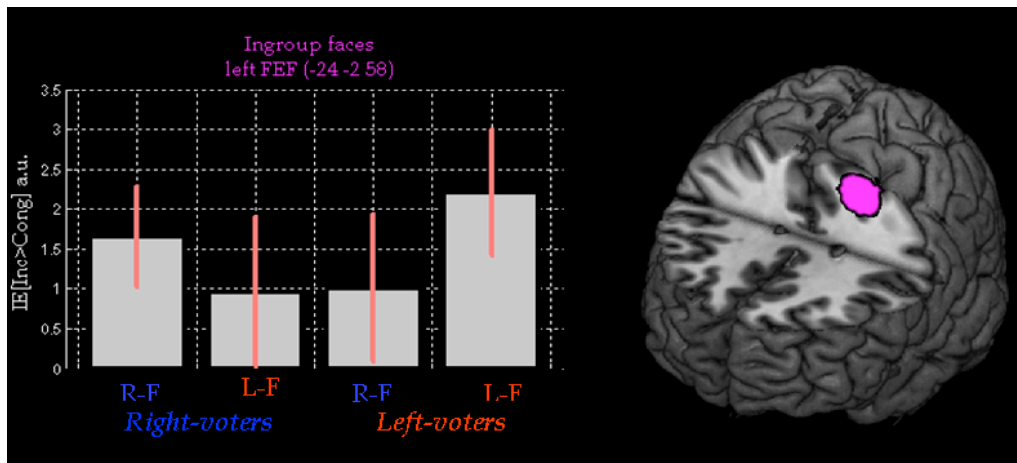 Ingroup faces
left FEF (-24 -2 58)
IE[Inc>Cong] a.u.
3.5
3
2.5
2
1.5
1
0.5
0
R-F L-F R-F L-F
Right-voters Left-voters